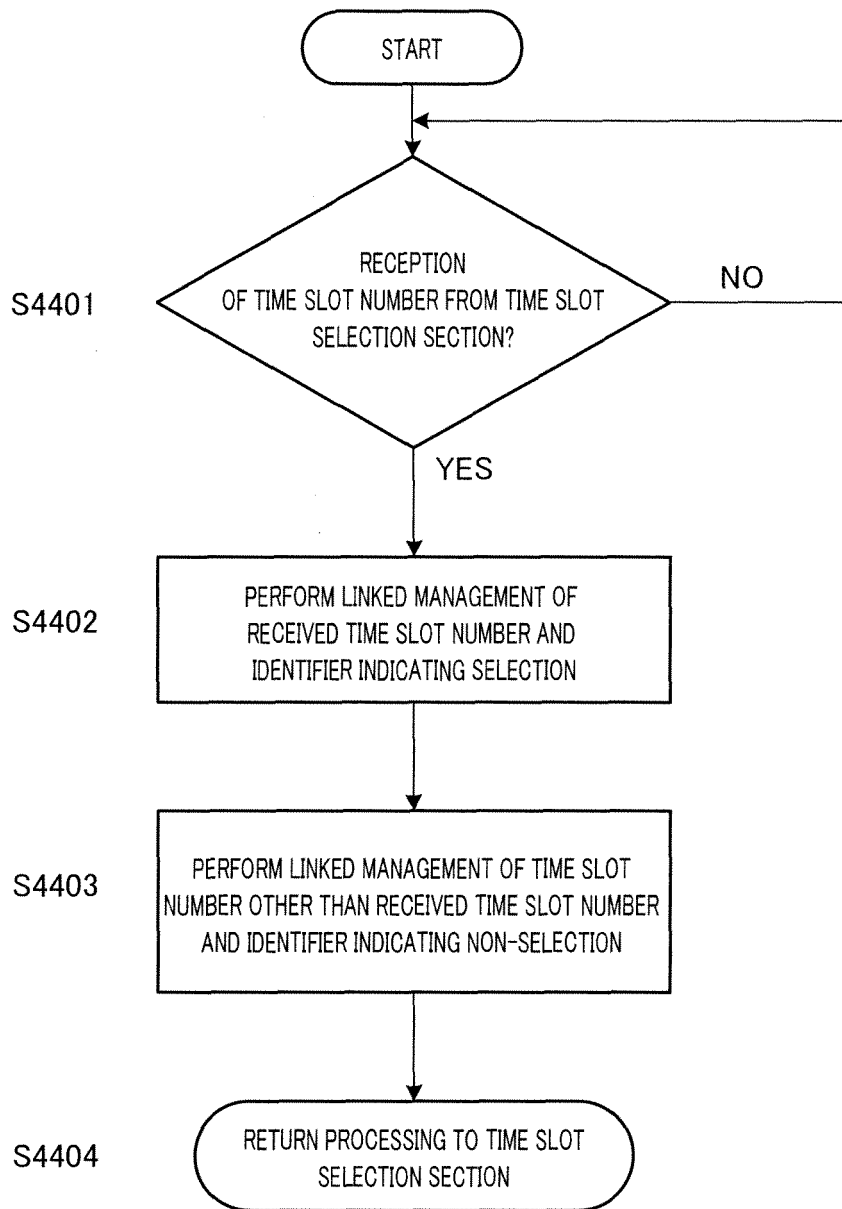 START
RECEPTION
S4401
OF TIME SLOT NUMBER FROM TIME SLOT
NO
SELECTION SECTION?
YES
S4402
PERFORM LINKED MANAGEMENT OF
RECEIVED TIME SLOT NUMBER AND
IDENTIFIER INDICATING SELECTION
S4403
PERFORM LINKED MANAGEMENT OF TIME SLOT
NUMBER OTHER THAN RECEIVED TIME SLOT NUMBER
AND IDENTIFIER INDICATING NON-SELECTION
S4404
RETURN PROCESSING TO TIME SLOT
SELECTION SECTION